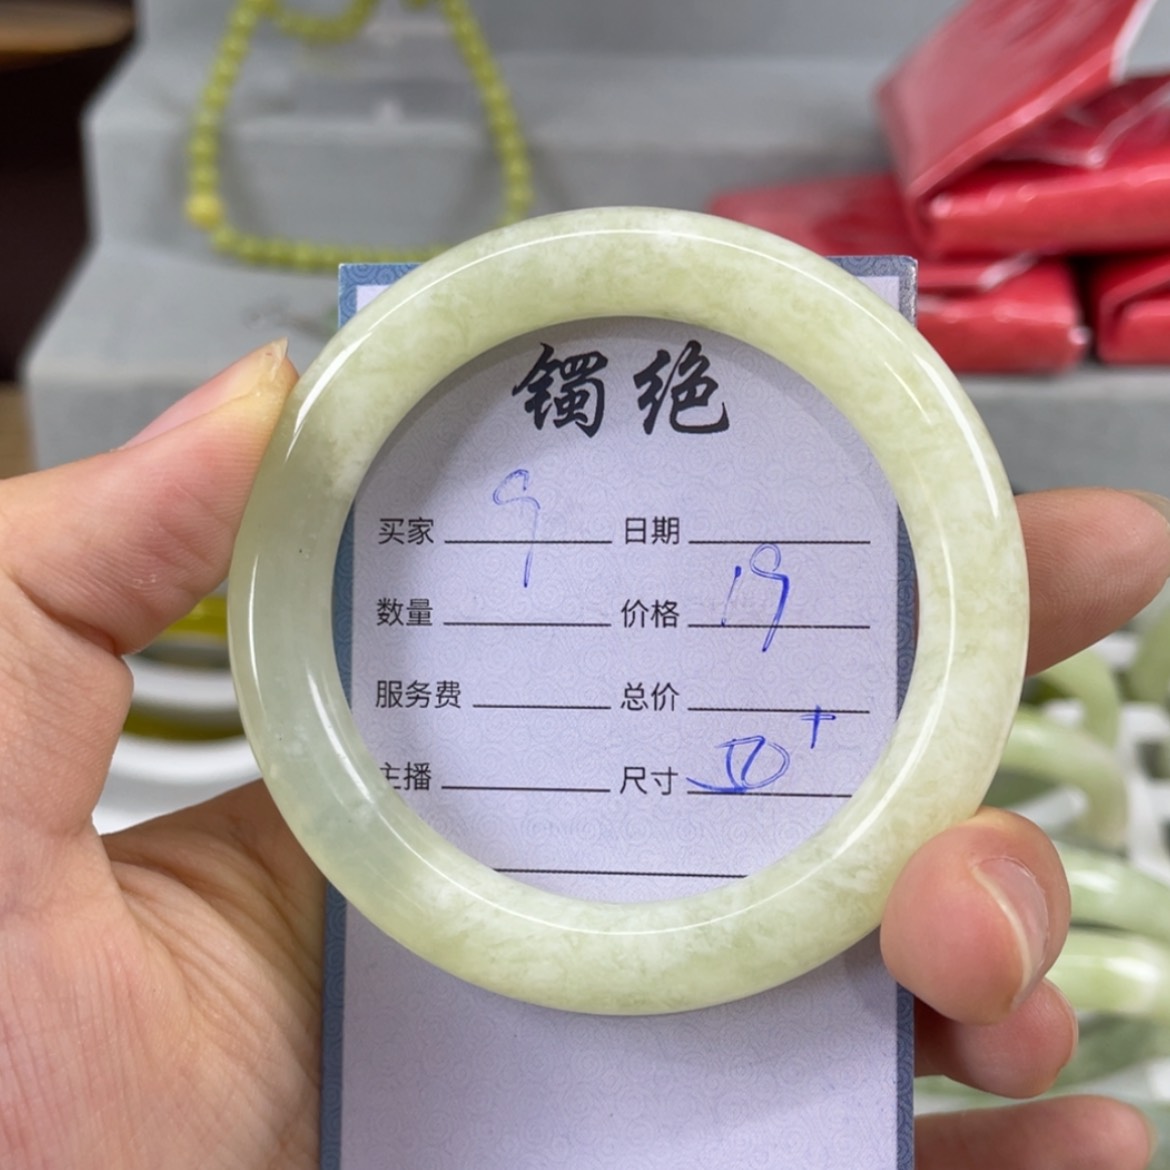 镯绝
买家 9 日期
数量 价格 19
服务费 总价
主播 尺寸